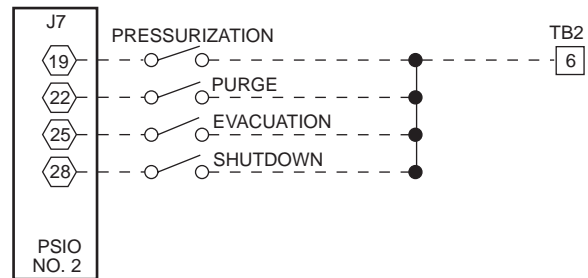 J7
PRESSURIZATION
TB2
19
6
PURGE
22
EVACUATION
25
SHUTDOWN
28
PSIO
NO. 2